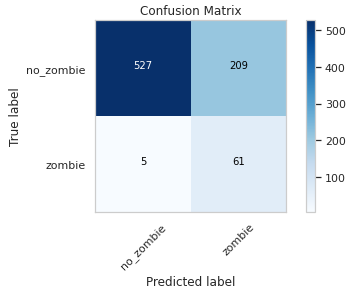 Confusion Matrix
True label
no_zombie
527
209
zombie
5
61
no_zombie
zombie
Predicted label
500
400
300
200
100